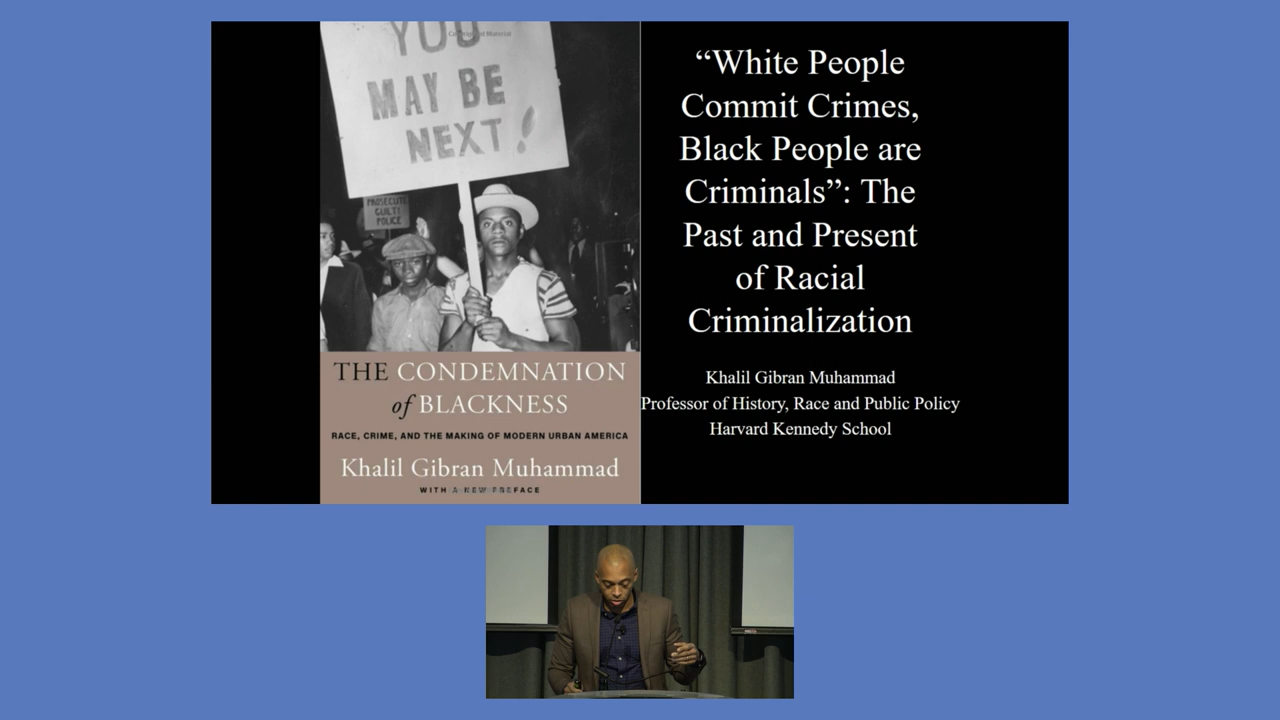 YOU
Copyrighted Material
MAY BE
NEXT!
PROSECUTE
GUILTY
POLICE
THE CONDEMNATION
of BLACKNESS
RACE, CRIME, AND THE MAKING OF MODERN URBAN AMERICA
Khalil Gibran Muhammad
WITH A NEW PREFACE
“White People
Commit Crimes,
Black People are
Criminals”: The
Past and Present
of Racial
Criminalization
Khalil Gibran Muhammad
Professor of History, Race and Public Policy
Harvard Kennedy School